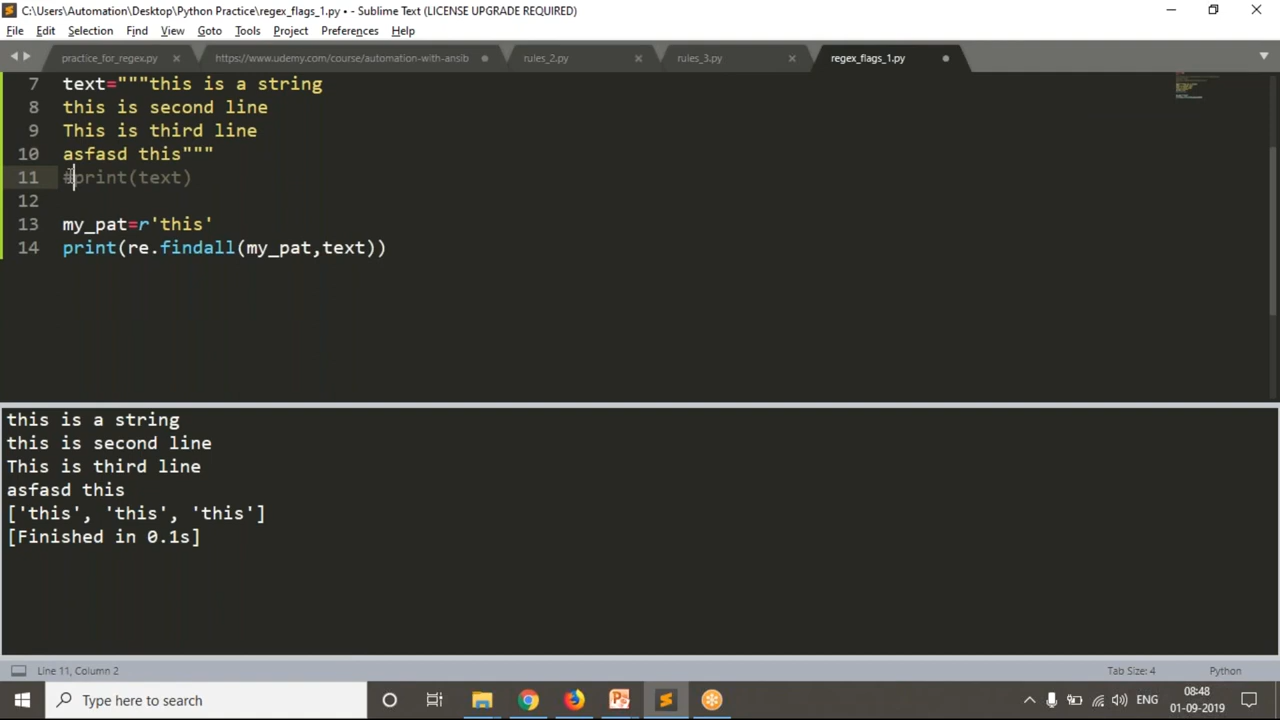 C:\Users\Automation\Desktop\Python Practice\regex_flags_1.py • - Sublime Text (LICENSE UPGRADE REQUIRED)
File Edit Selection Find View Goto Tools Project Preferences Help
practice_for_regex.py https://www.udemy.com/course/automation-with-ansib rules_2.py rules_3.py regex_flags_1.py
7 text="""this is a string
8 this is second line
9 This is third line
10 asfasd this"""
11 #print(text)
12
13 my_pat=r'this'
14 print(re.findall(my_pat,text))
this is a string
this is second line
This is third line
asfasd this
['this', 'this', 'this']
[Finished in 0.1s]
Line 11, Column 2 Tab Size: 4 Python
Type here to search ENG 08:48
01-09-2019